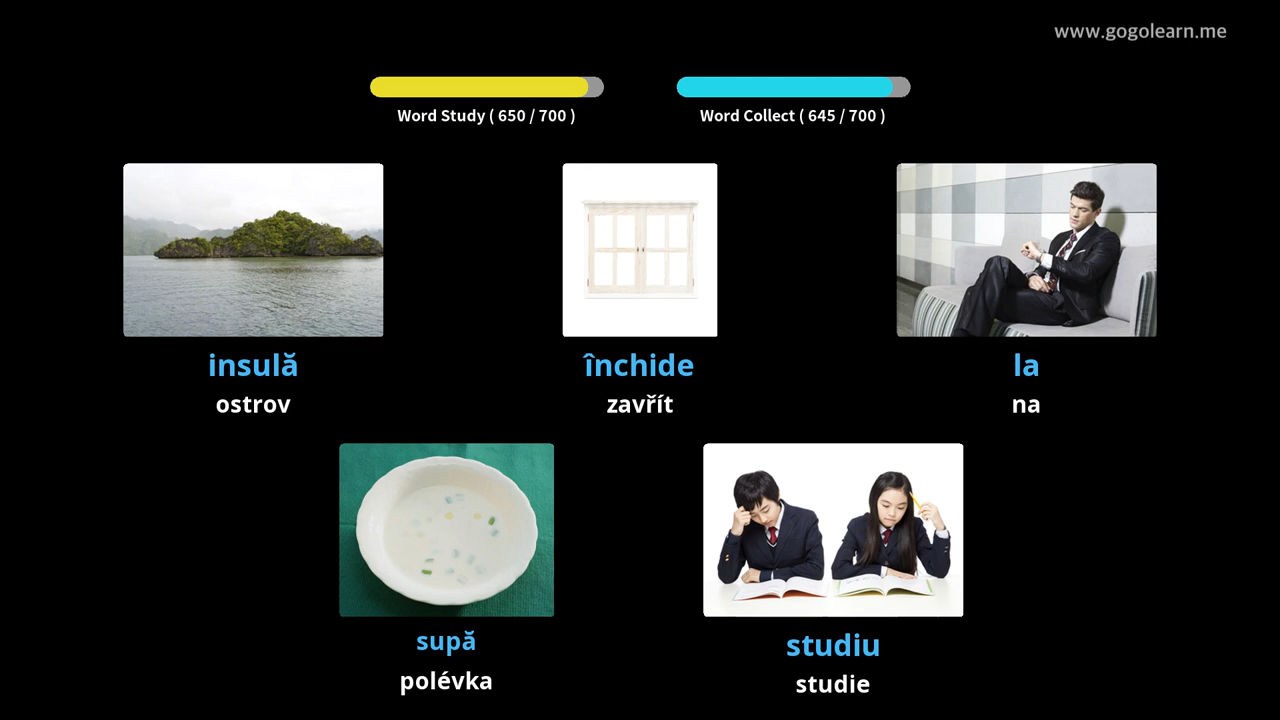 www.gogolearn.me
Word Study ( 650 / 700 )
Word Collect ( 645 / 700 )
insulă
ostrov
închide
zavřít
la
na
supă
polévka
studiu
studie